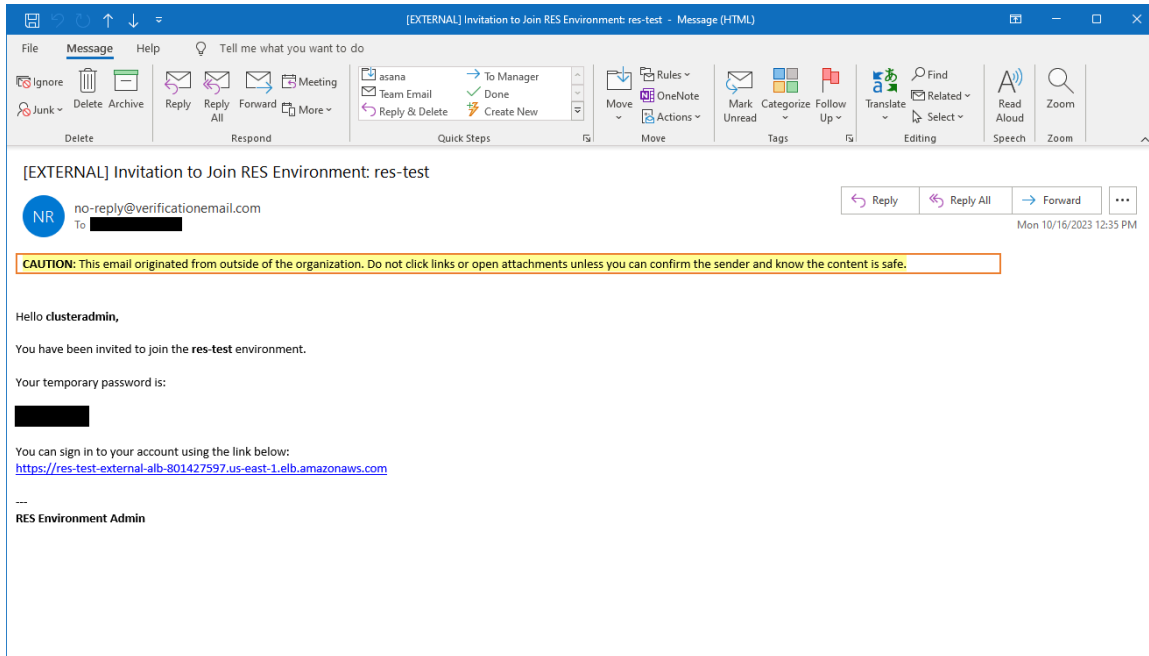 [EXTERNAL] Invitation to Join RES Environment: res-test - Message (HTML)
File Message Help Tell me what you want to do
Ignore
Junk
Delete Archive
Delete
Reply
Reply All
Forward
Meeting
More
Respond
asana
To Manager
Team Email
Done
Reply & Delete
Create New
Quick Steps
Move
Rules
OneNote
Actions
Move
Mark Unread
Categorize
Follow Up
Tags
Translate
Find
Related
Select
Editing
Read Aloud
Speech
Zoom
Zoom
[EXTERNAL] Invitation to Join RES Environment: res-test
NR
no-reply@verificationemail.com
To
Reply Reply All Forward
Mon 10/16/2023 12:35 PM
CAUTION: This email originated from outside of the organization. Do not click links or open attachments unless you can confirm the sender and know the content is safe.
Hello clusteradmin,
You have been invited to join the res-test environment.
Your temporary password is:
You can sign in to your account using the link below:
https://res-test-external-alb-801427597.us-east-1.elb.amazonaws.com
---
RES Environment Admin